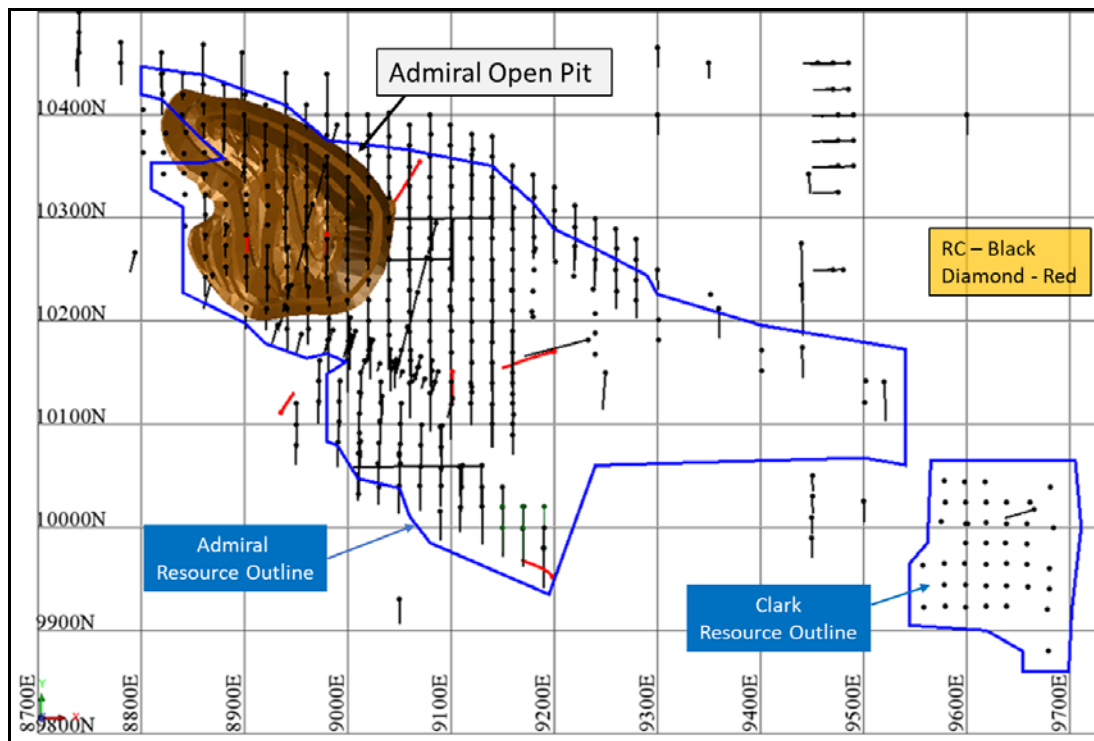 Admiral Open Pit
10400N
10300N
RC – Black
Diamond - Red
10200N
10100N
10000N
Admiral
Resource Outline
Clark
Resource Outline
9900N
9800N
8700E
8800E
8900E
9000E
9100E
9200E
9300E
9400E
9500E
9600E
9700E
Y
X